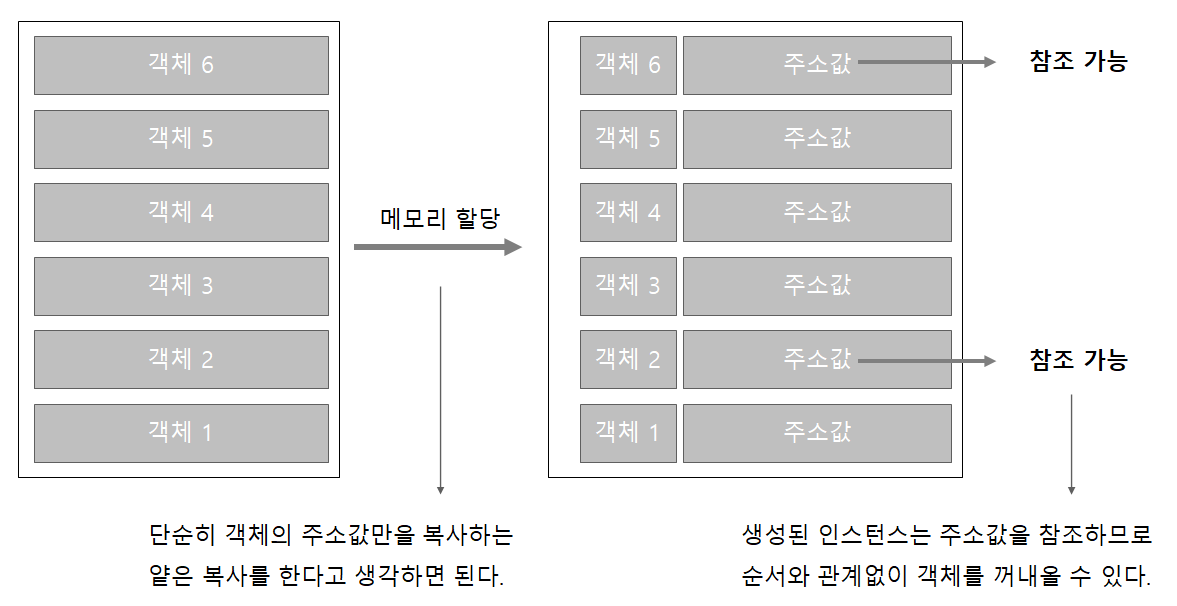 객체 6
객체 5
객체 4
객체 3
객체 2
객체 1
메모리 할당
객체 6 주소값
객체 5 주소값
객체 4 주소값
객체 3 주소값
객체 2 주소값
객체 1 주소값
참조 가능
참조 가능
단순히 객체의 주소값만을 복사하는
얕은 복사를 한다고 생각하면 된다.
생성된 인스턴스는 주소값을 참조하므로
순서와 관계없이 객체를 꺼내올 수 있다.